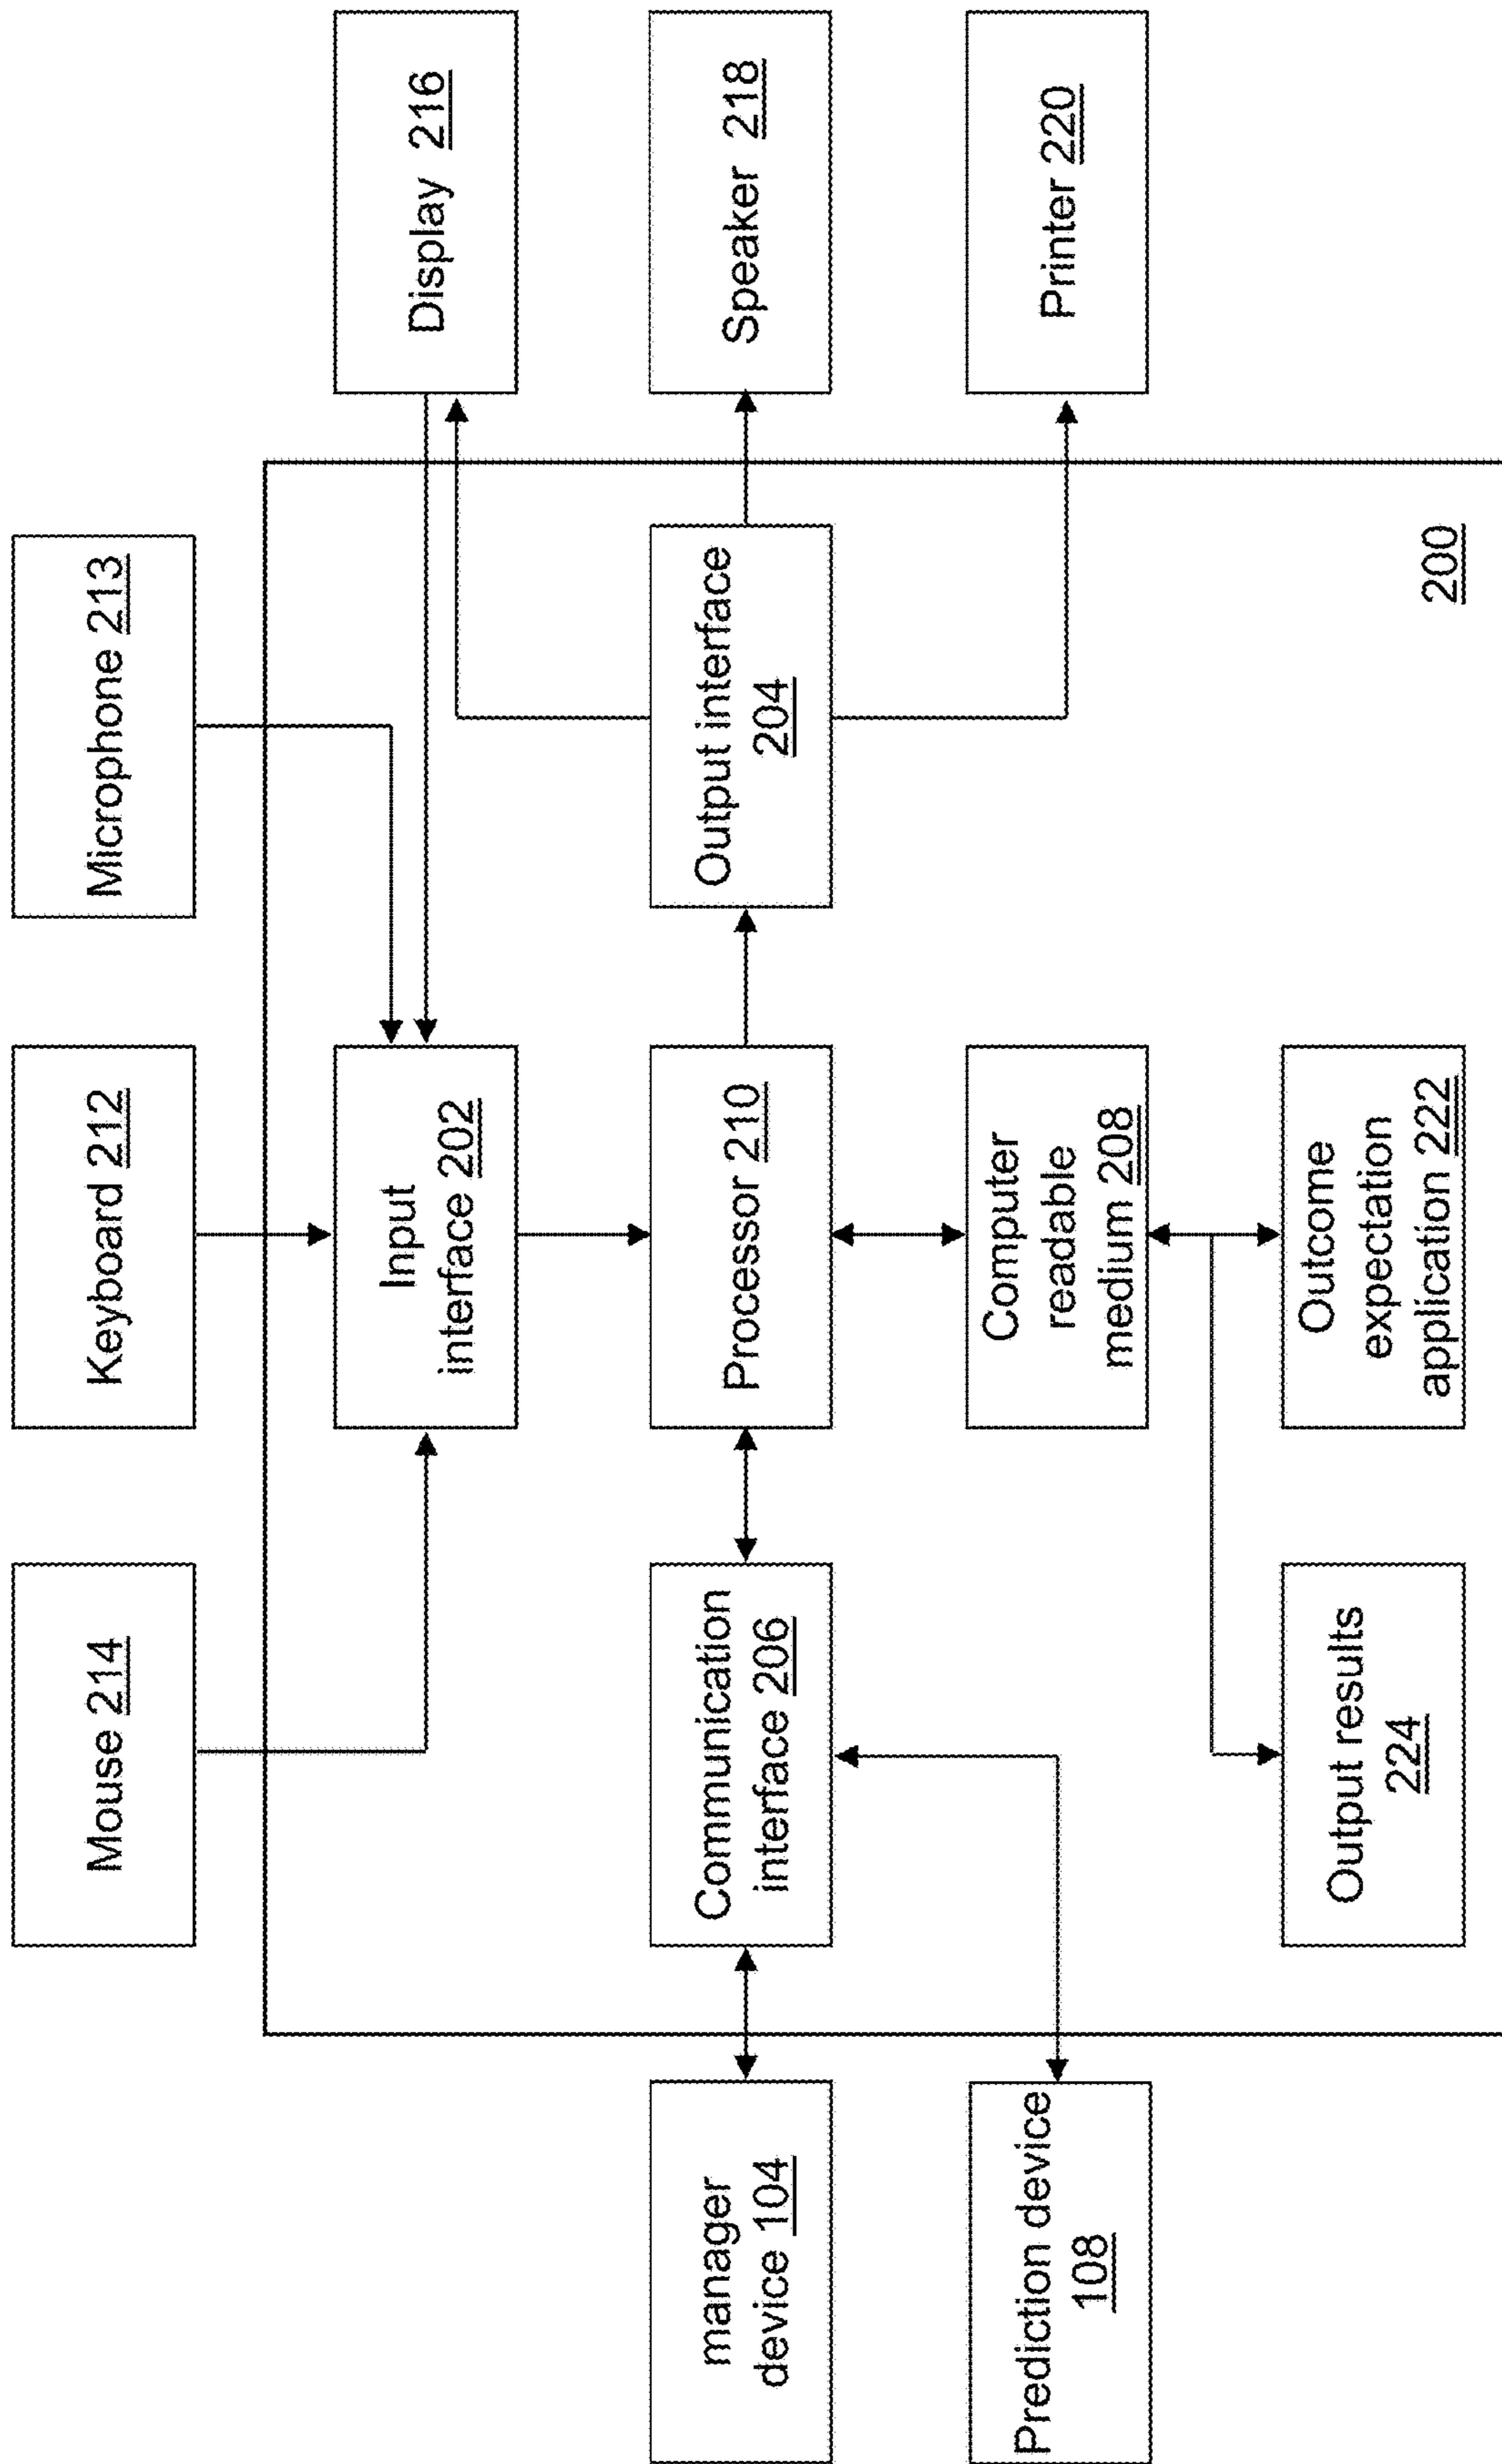 Mouse 214
Keyboard 212
Microphone 213
Input
interface 202
Display 216
manager
device 104
Communication
interface 206
Processor 210
Output interface
204
Speaker 218
Prediction device
108
Computer
readable
medium 208
Printer 220
Output results
224
Outcome
expectation
application 222
200